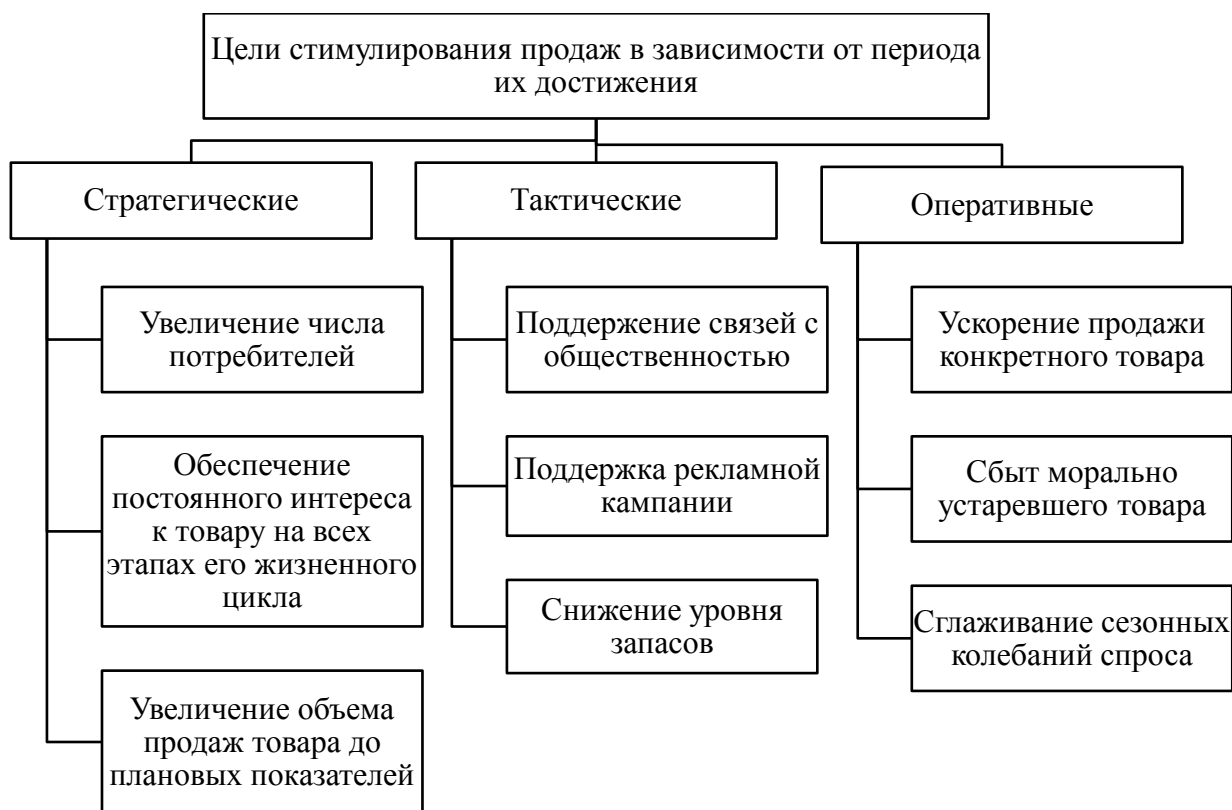 Цели стимулирования продаж в зависимости от периода
их достижения
Стратегические
Тактические
Оперативные
Увеличение числа
потребителей
Обеспечение
постоянного интереса
к товару на всех
этапах его жизненного
цикла
Увеличение объема
продаж товара до
плановых показателей
Поддержение связей с
общественностью
Поддержка рекламной
кампании
Снижение уровня
запасов
Ускорение продажи
конкретного товара
Сбыт морально
устаревшего товара
Сглаживание сезонных
колебаний спроса